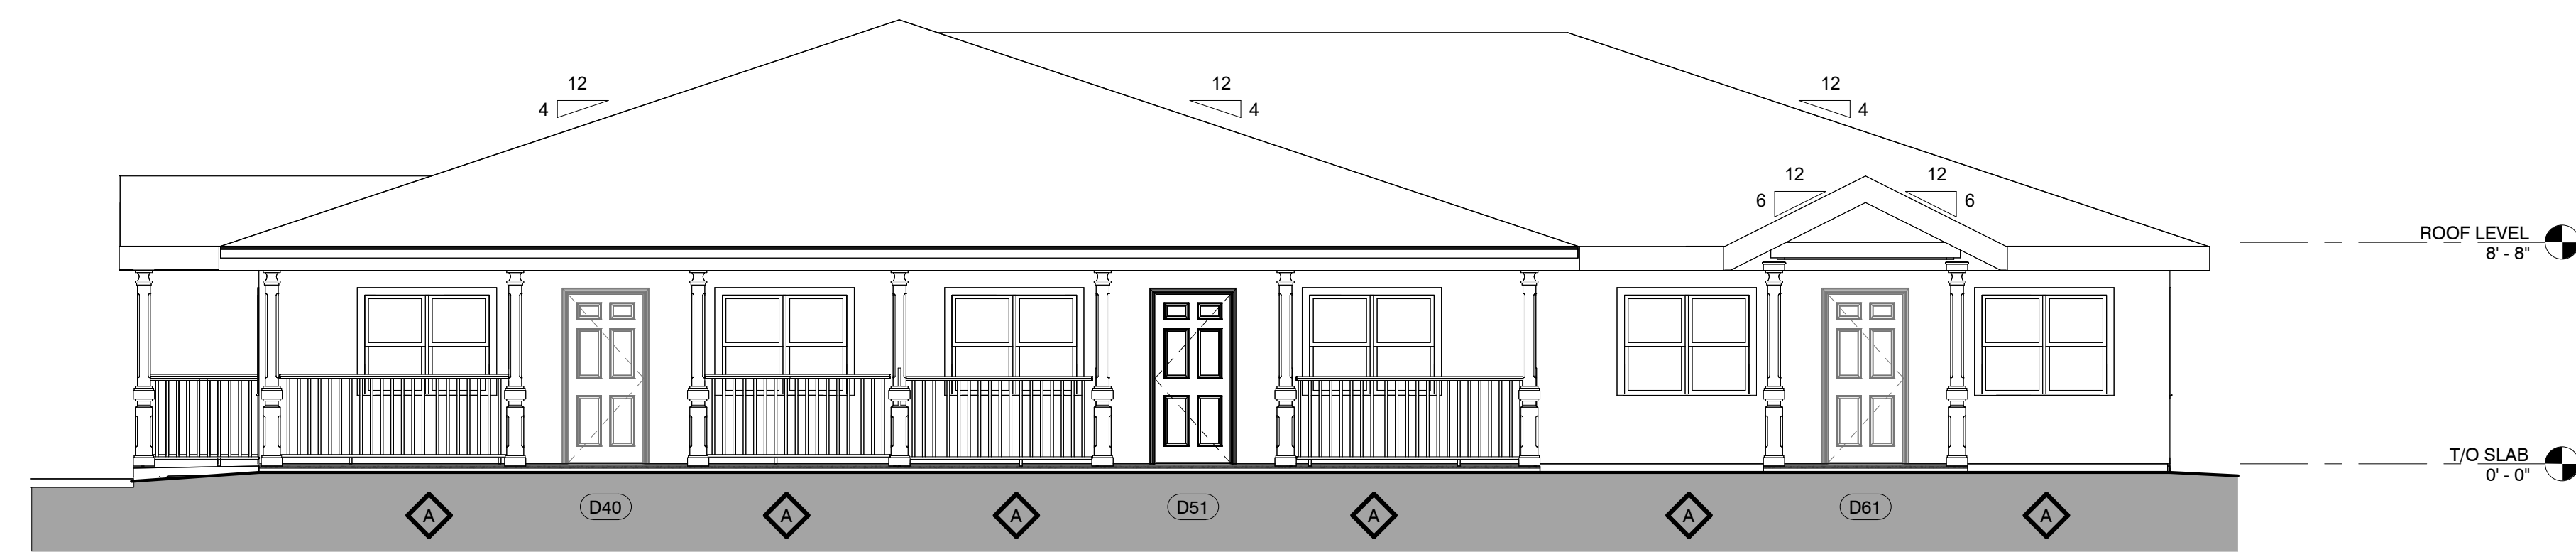 12
4
12
4
12
4
12
6
12
6
ROOF LEVEL
8' - 8"
T/O SLAB
0' - 0"
A
D40
A
A
D51
A
A
D61
A